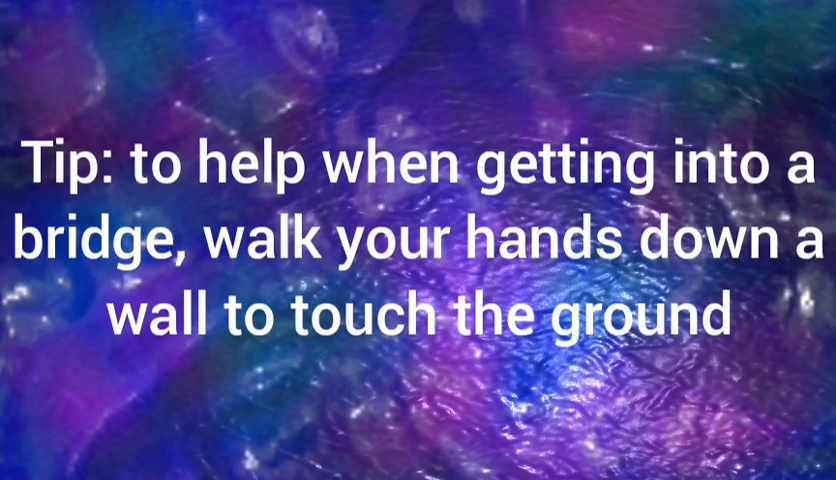 Tip: to help when getting into a
bridge, walk your hands down a
wall to touch the ground